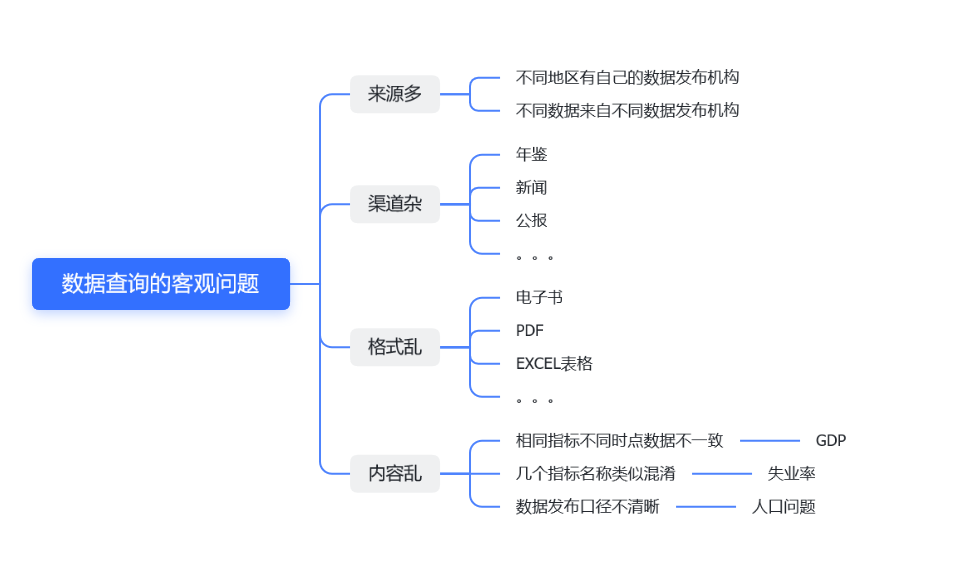 数据查询的客观问题
来源多
不同地区有自己的数据发布机构
不同数据来自不同数据发布机构
渠道杂
年鉴
新闻
公报
。。。
格式乱
电子书
PDF
EXCEL表格
。。。
内容乱
相同指标不同时点数据不一致
GDP
几个指标名称类似混淆
失业率
数据发布口径不清晰
人口问题